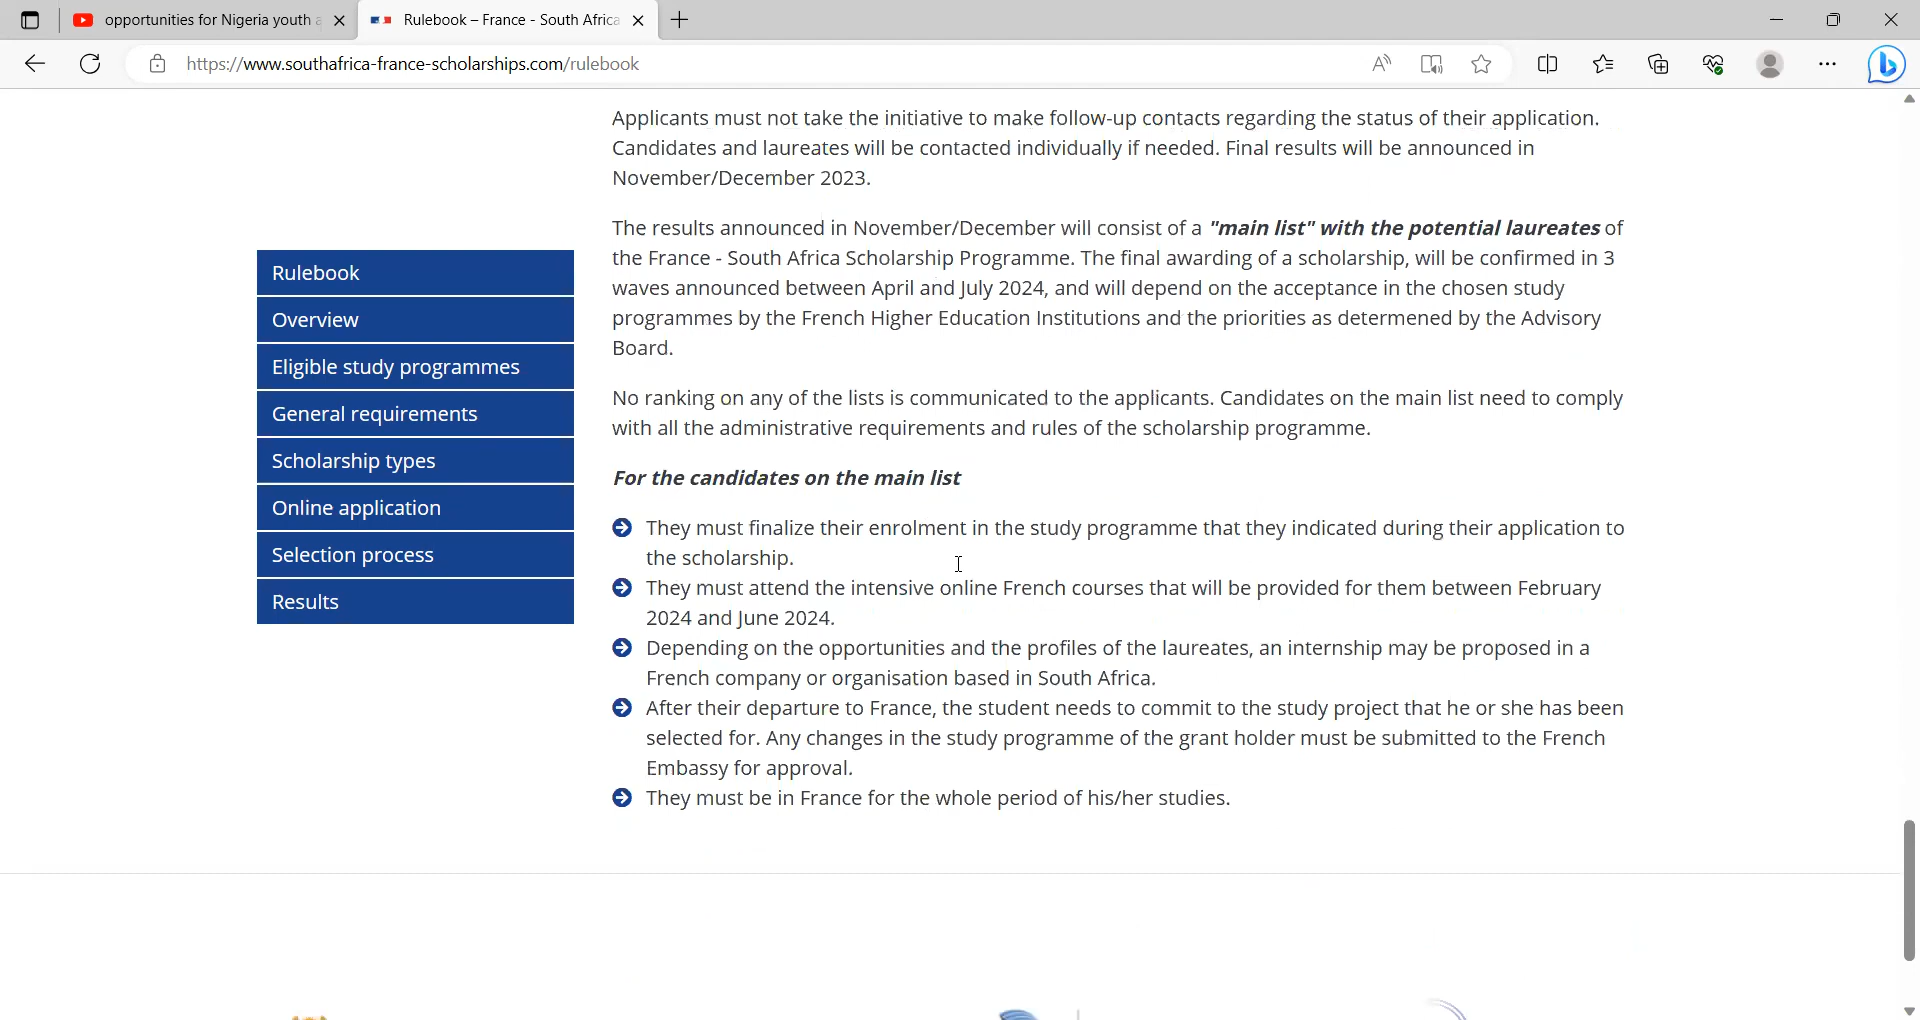 opportunities for Nigeria youth
Rulebook – France - South Africa
https://www.southafrica-france-scholarships.com/rulebook
Applicants must not take the initiative to make follow-up contacts regarding the status of their application.
Candidates and laureates will be contacted individually if needed. Final results will be announced in
November/December 2023.
The results announced in November/December will consist of a "main list" with the potential laureates of
the France - South Africa Scholarship Programme. The final awarding of a scholarship, will be confirmed in 3
waves announced between April and July 2024, and will depend on the acceptance in the chosen study
programmes by the French Higher Education Institutions and the priorities as determened by the Advisory
Board.
No ranking on any of the lists is communicated to the applicants. Candidates on the main list need to comply
with all the administrative requirements and rules of the scholarship programme.
For the candidates on the main list
They must finalize their enrolment in the study programme that they indicated during their application to
the scholarship.
They must attend the intensive online French courses that will be provided for them between February
2024 and June 2024.
Depending on the opportunities and the profiles of the laureates, an internship may be proposed in a
French company or organisation based in South Africa.
After their departure to France, the student needs to commit to the study project that he or she has been
selected for. Any changes in the study programme of the grant holder must be submitted to the French
Embassy for approval.
They must be in France for the whole period of his/her studies.
Rulebook
Overview
Eligible study programmes
General requirements
Scholarship types
Online application
Selection process
Results